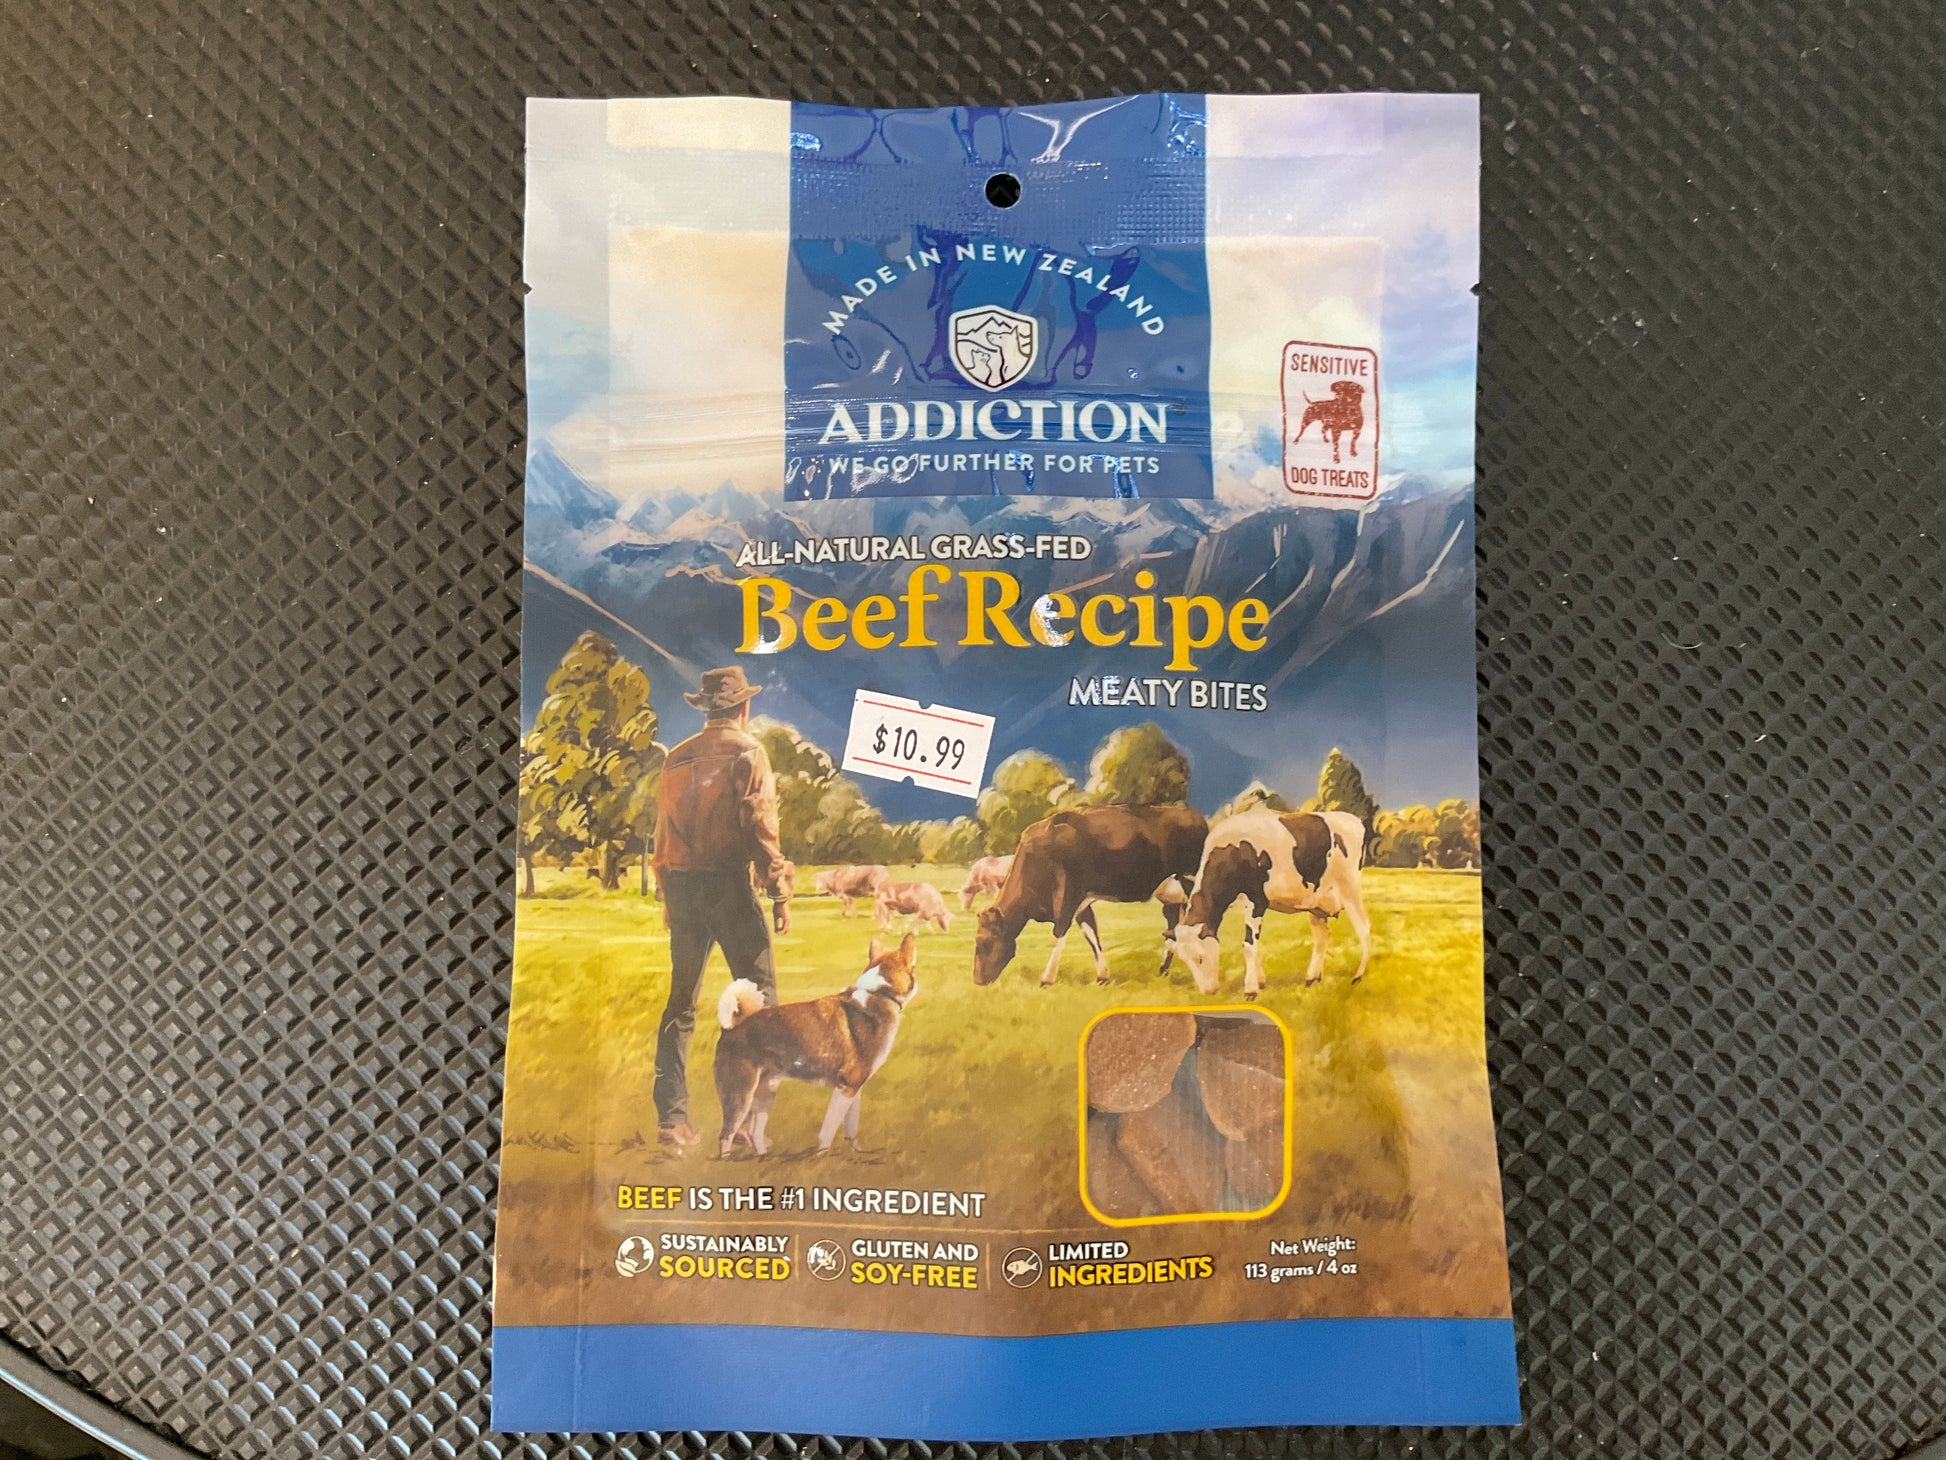 MADE IN NEW ZEALAND
ADDICTION
WE GO FURTHER FOR PETS
SENSITIVE
DOG TREATS
ALL-NATURAL GRASS-FED
Beef Recipe
MEATY BITES
$10.99
BEEF IS THE #1 INGREDIENT
SUSTAINABLY
SOURCED
GLUTEN AND
SOY-FREE
LIMITED
INGREDIENTS
Net Weight:
113 grams / 4 oz